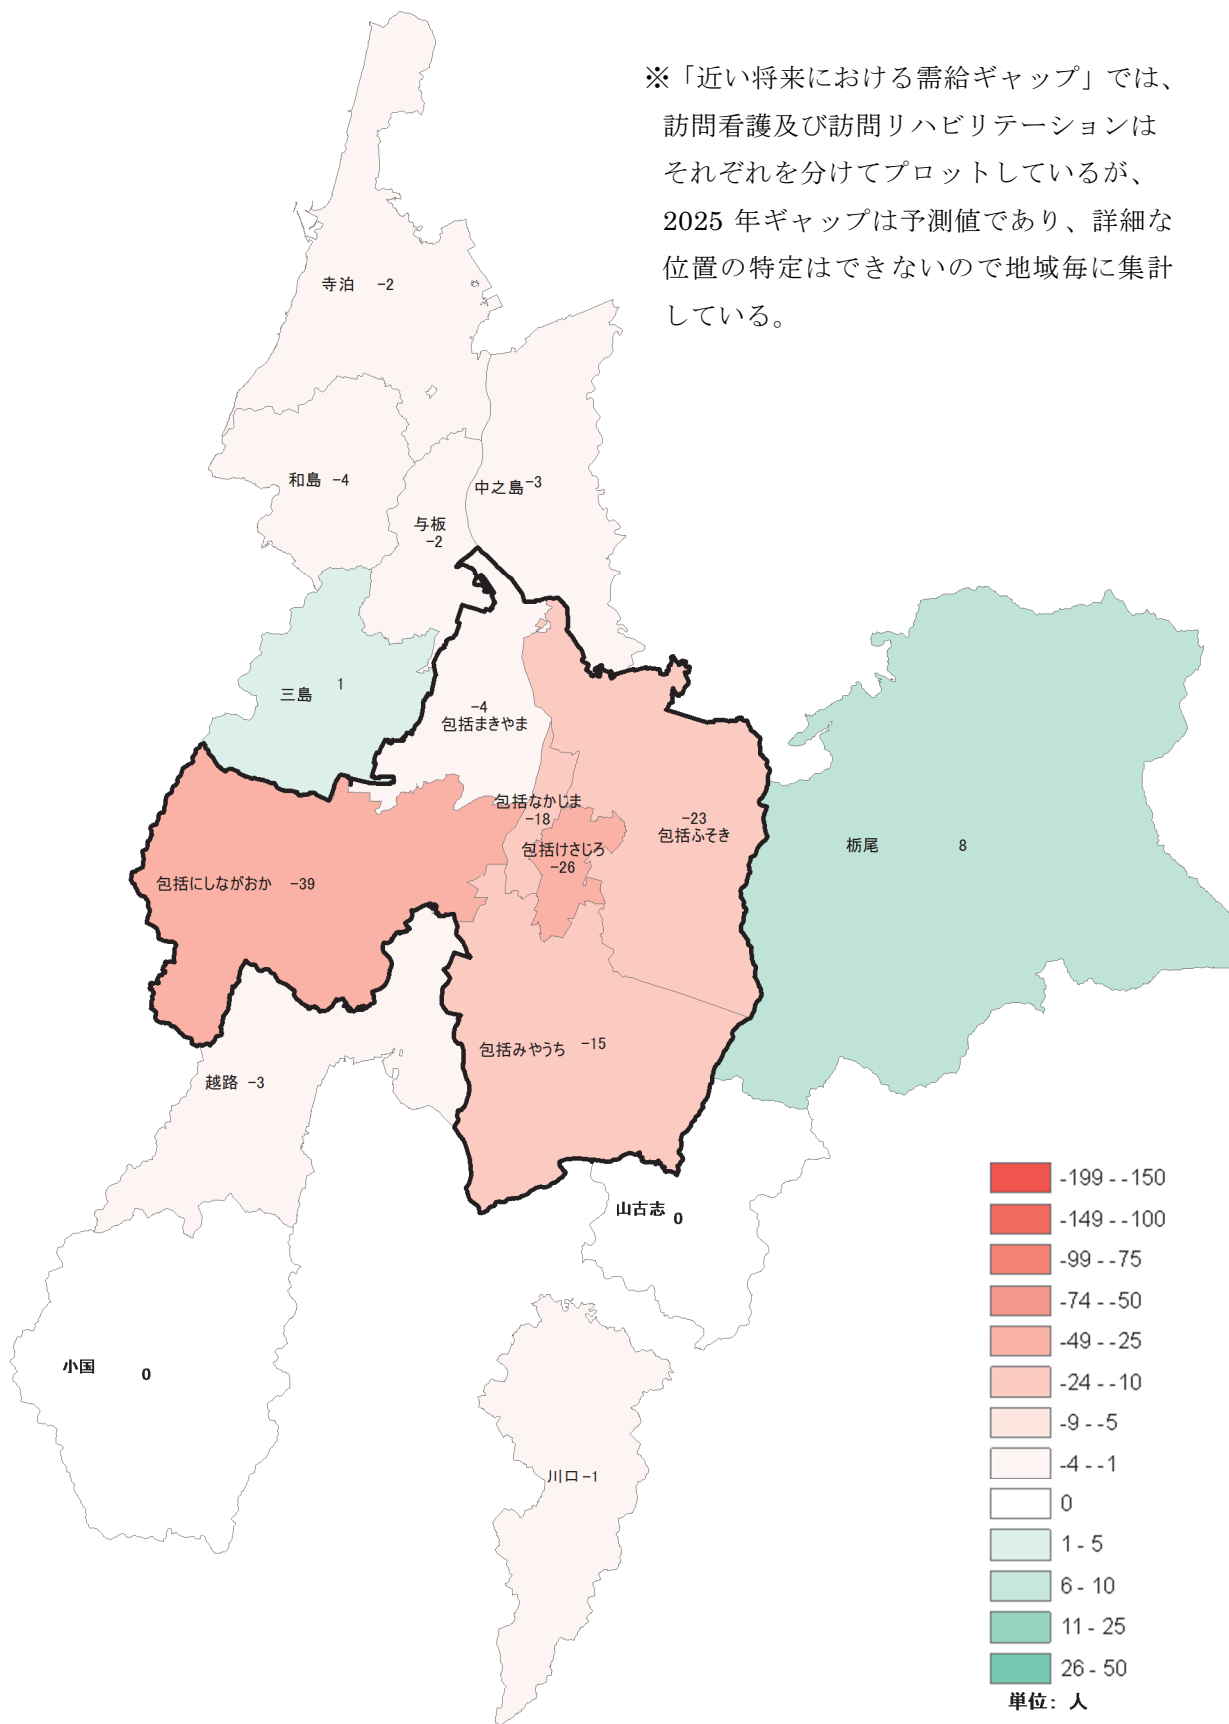 ※「近い将来における需給ギャップ」では、
訪問看護及び訪問リハビリテーションは
それぞれを分けてプロットしているが、
2025 年ギャップは予測値であり、詳細な
位置の特定はできないので地域毎に集計
している。
寺泊 -2
和島 -4
中之島 -3
与板
-2
三島 1
-4
包括まきやま
包括なかじま
-18
-23
包括ふそき
包括けさじろ
-26
栃尾 8
包括にしながおか -39
包括みやうち -15
越路 -3
山古志 0
小国 0
川口 -1
-199 - -150
-149 - -100
-99 - -75
-74 - -50
-49 - -25
-24 - -10
-9 - -5
-4 - -1
0
1 - 5
6 - 10
11 - 25
26 - 50
単位: 人